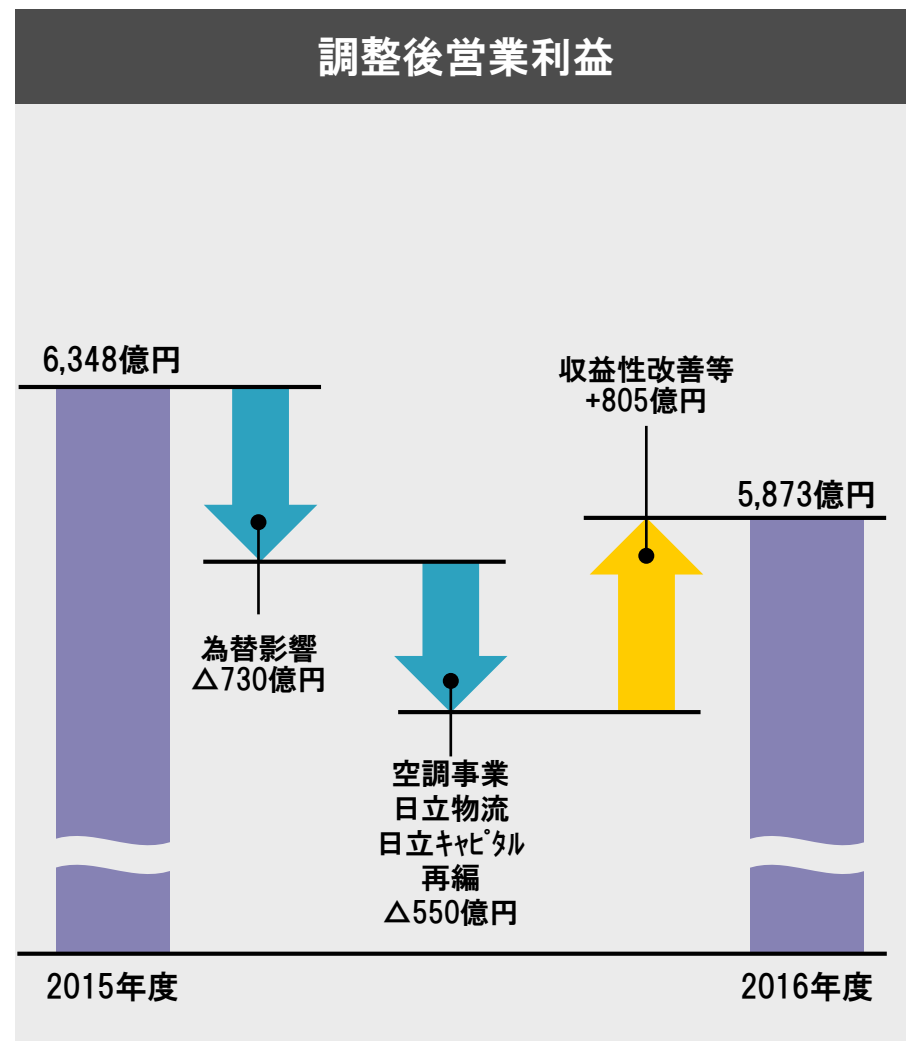 調整後営業利益
6,348億円
収益性改善等
+805億円
5,873億円
為替影響
△730億円
空調事業
日立物流
日立ｷｬﾋﾟﾀﾙ
再編
△550億円
2015年度
2016年度